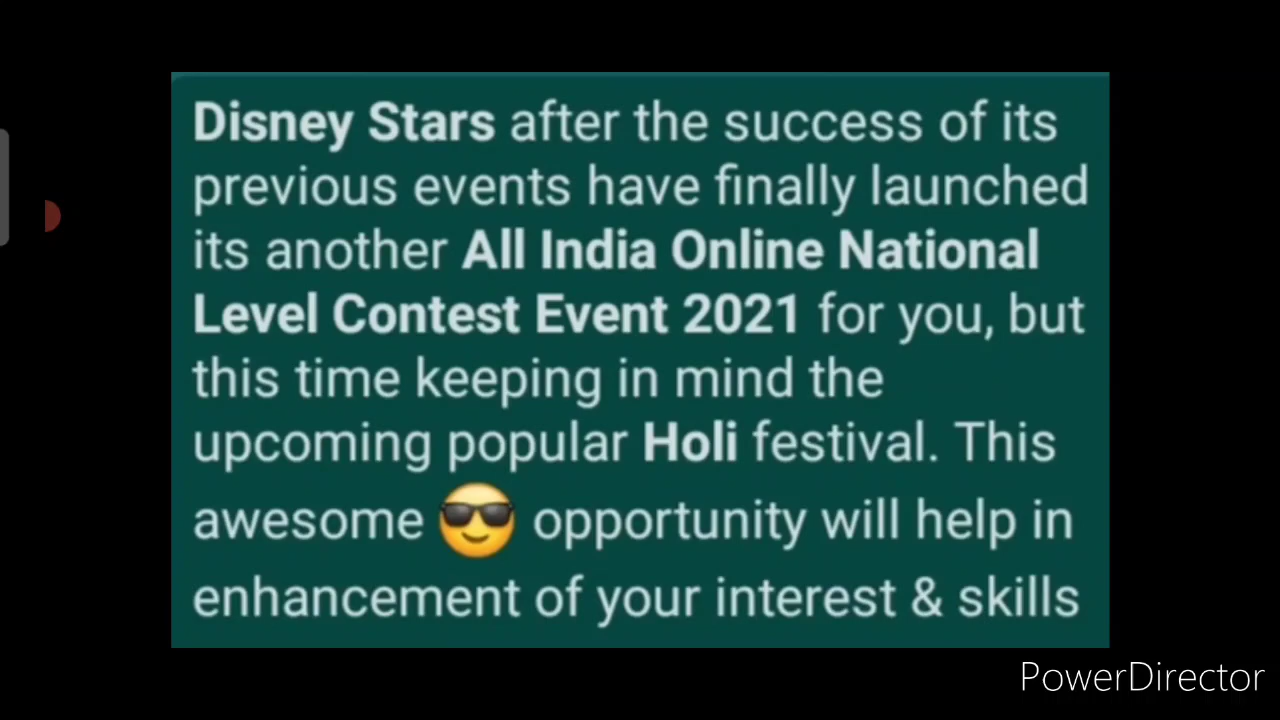 Disney Stars after the success of its
previous events have finally launched
its another All India Online National
Level Contest Event 2021 for you, but
this time keeping in mind the
upcoming popular Holi festival. This
awesome 😎 opportunity will help in
enhancement of your interest & skills
PowerDirector